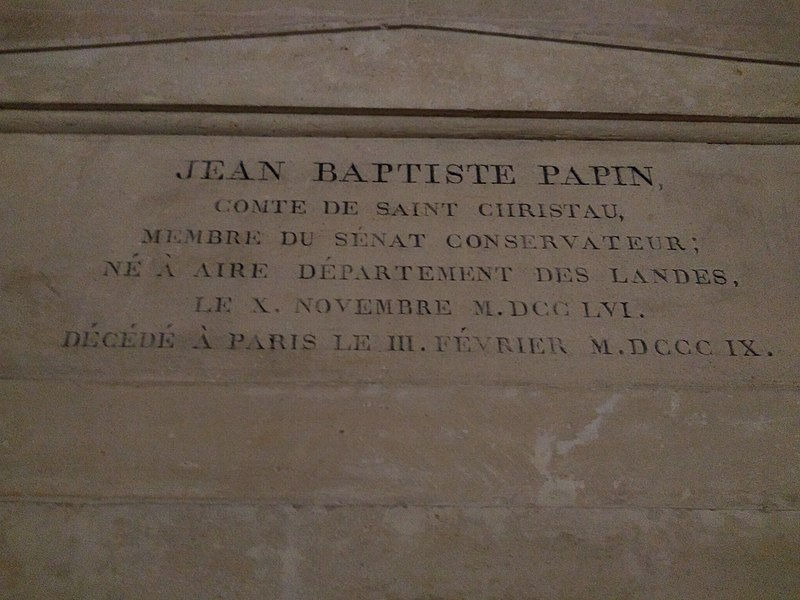 JEAN BAPTISTE PAPIN,
COMTE DE SAINT CHRISTAU,
MEMBRE DU SÉNAT CONSERVATEUR;
NÉ À AIRE DÉPARTEMENT DES LANDES,
LE X. NOVEMBRE M.DCC LVI.
DÉCÉDÉ À PARIS LE III. FÉVRIER M.DCCC IX.